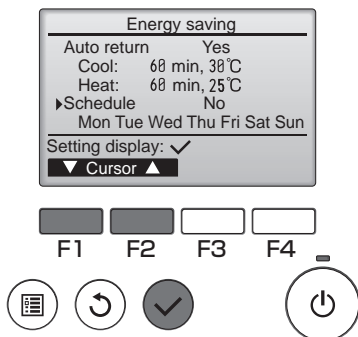 Energy saving
Auto return Yes
Cool: 60 min, 30℃
Heat: 60 min, 25℃
▶Schedule No
Mon Tue Wed Thu Fri Sat Sun
Setting display: ✓
▼ Cursor ▲
F1 F2 F3 F4